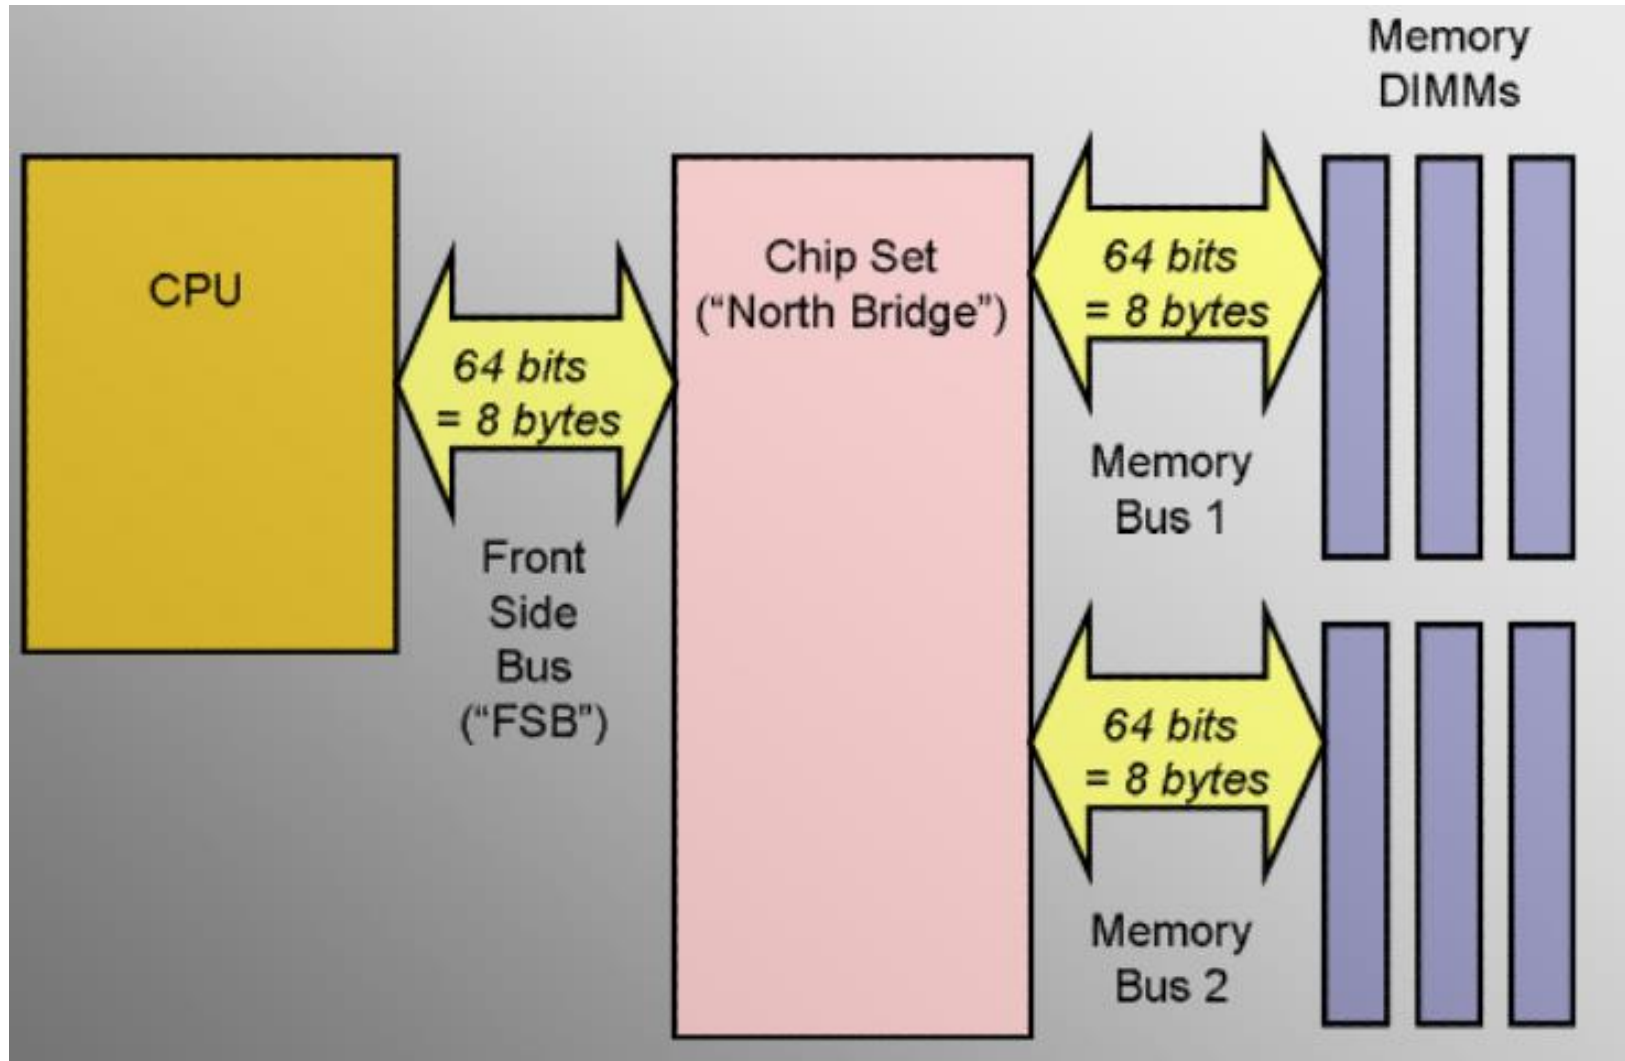 Memory
DIMMs
CPU
64 bits
= 8 bytes
Front
Side
Bus
(“FSB”)
Chip Set
(“North Bridge”)
64 bits
= 8 bytes
Memory
Bus 1
64 bits
= 8 bytes
Memory
Bus 2